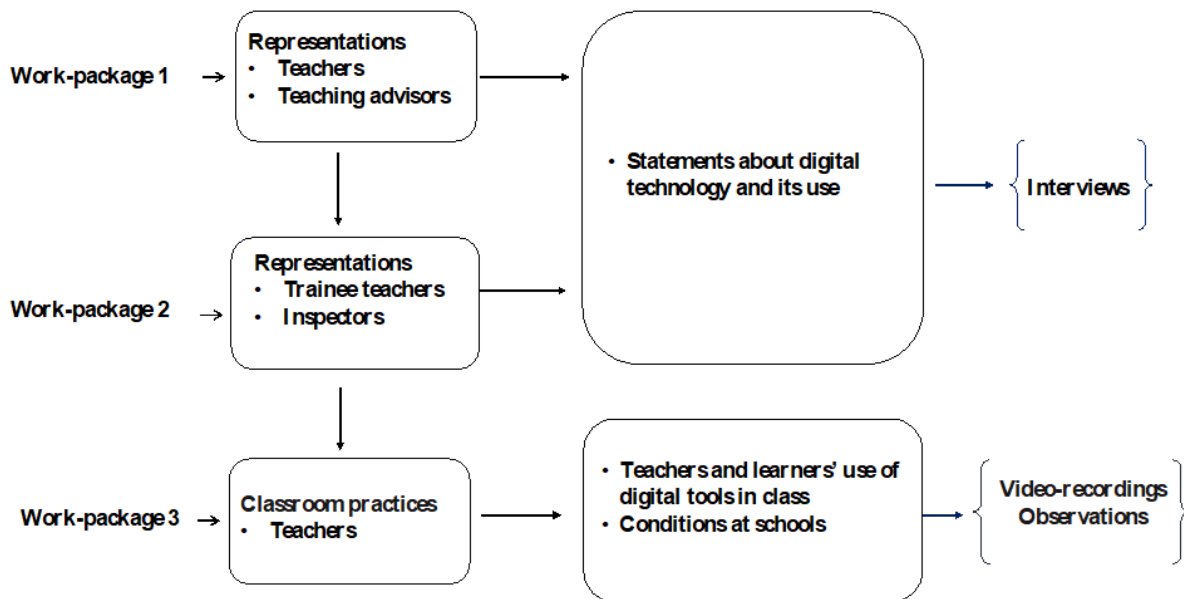 Work-package 1
Representations
• Teachers
• Teaching advisors
• Statements about digital
technology and its use
Interviews
Work-package 2
Representations
• Trainee teachers
• Inspectors
Work-package 3
Classroom practices
• Teachers
• Teachers and learners’ use of
digital tools in class
• Conditions at schools
Video-recordings
Observations